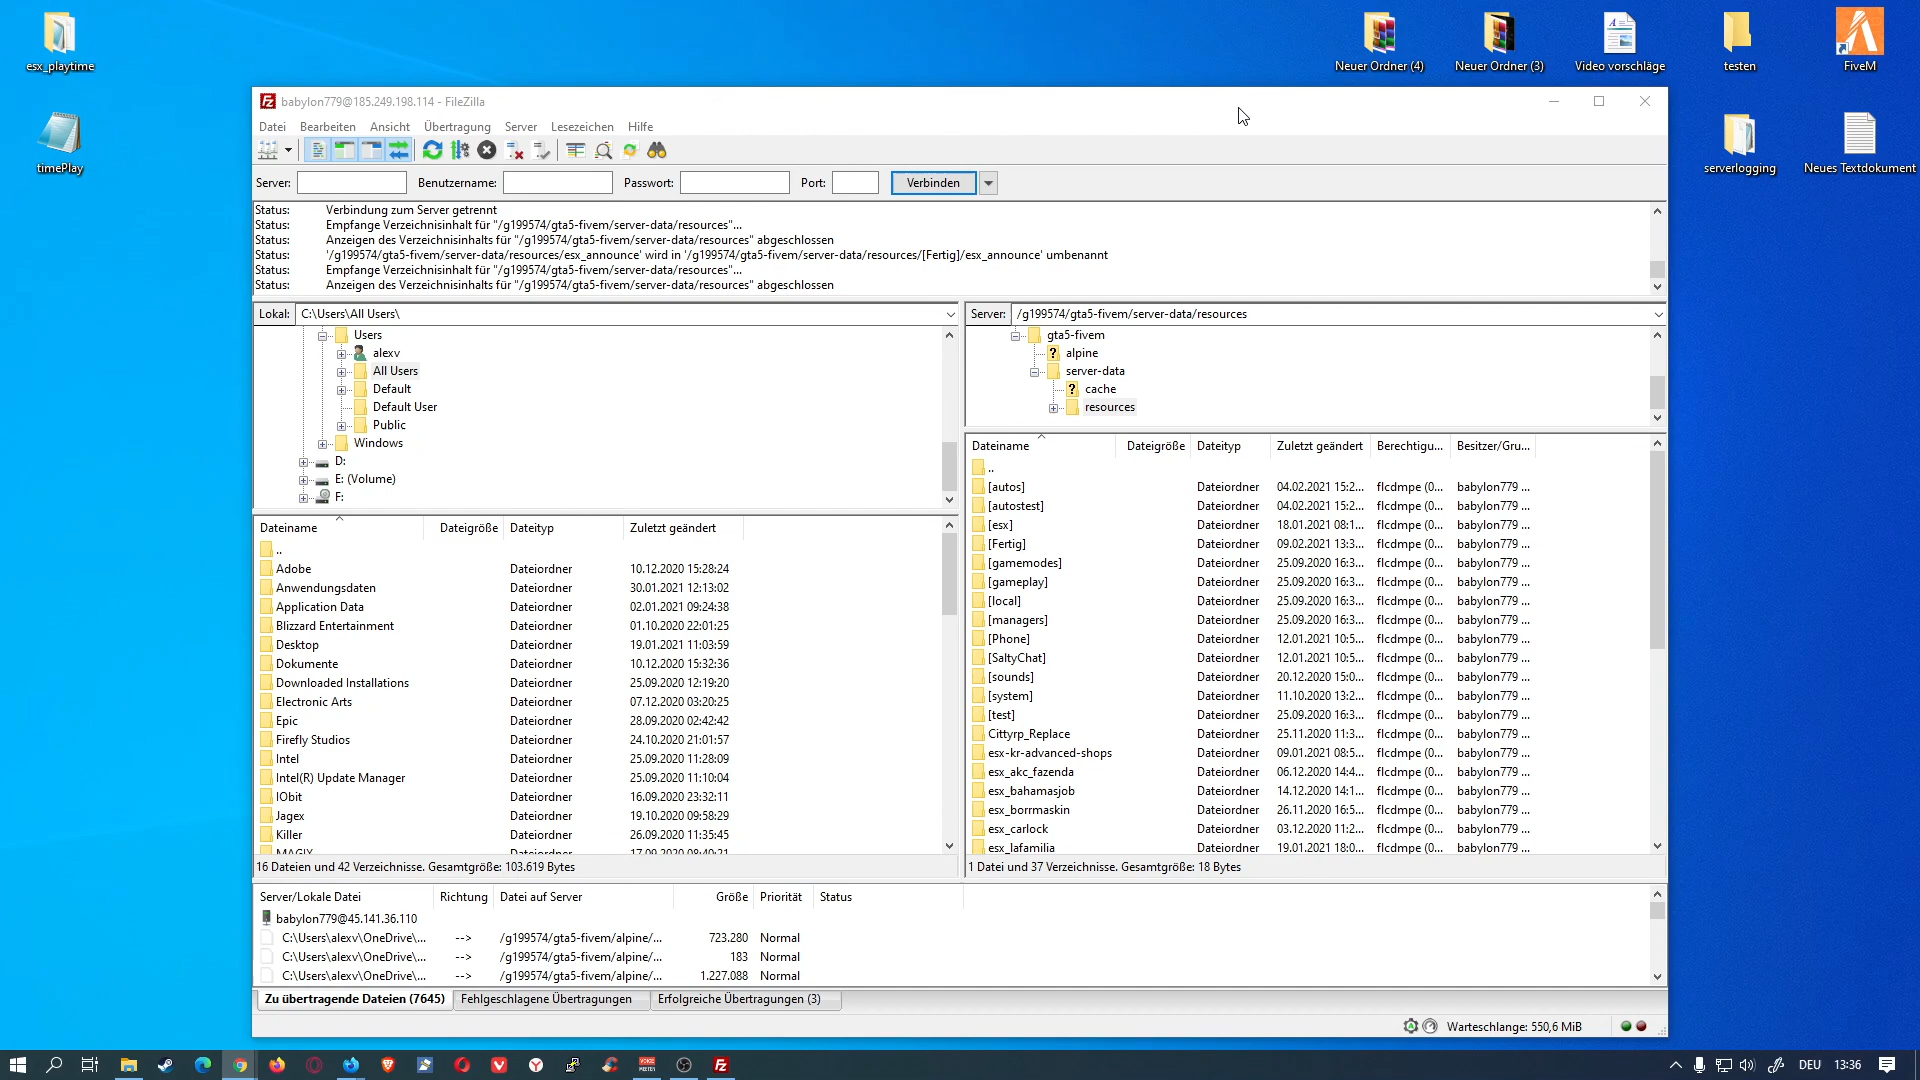 esx_playtime
timePlay
Neuer Ordner (4)
Neuer Ordner (3)
Video vorschläge
testen
FiveM
serverlogging
Neues Textdokument
babylon779@185.249.198.114 - FileZilla
Datei Bearbeiten Ansicht Übertragung Server Lesezeichen Hilfe
Server: Benutzername: Passwort: Port: Verbinden
Status: Verbindung zum Server getrennt
Status: Empfange Verzeichnisinhalt für "/g199574/gta5-fivem/server-data/resources"...
Status: Anzeigen des Verzeichnisinhalts für "/g199574/gta5-fivem/server-data/resources" abgeschlossen
Status: '/g199574/gta5-fivem/server-data/resources/esx_announce' wird in '/g199574/gta5-fivem/server-data/resources/[Fertig]/esx_announce' umbenannt
Status: Empfange Verzeichnisinhalt für "/g199574/gta5-fivem/server-data/resources"...
Status: Anzeigen des Verzeichnisinhalts für "/g199574/gta5-fivem/server-data/resources" abgeschlossen
Lokal: C:\Users\All Users\
Users
alexv
All Users
Default
Default User
Public
Windows
D:
E: (Volume)
F:
Dateiname Dateigröße Dateityp Zuletzt geändert
..
Adobe Dateiordner 10.12.2020 15:28:24
Anwendungsdaten Dateiordner 30.01.2021 12:13:02
Application Data Dateiordner 02.01.2021 09:24:38
Blizzard Entertainment Dateiordner 01.10.2020 22:01:25
Desktop Dateiordner 19.01.2021 11:03:59
Dokumente Dateiordner 10.12.2020 15:32:36
Downloaded Installations Dateiordner 25.09.2020 12:19:20
Electronic Arts Dateiordner 07.12.2020 03:20:25
Epic Dateiordner 28.09.2020 02:42:42
Firefly Studios Dateiordner 24.10.2020 21:01:57
Intel Dateiordner 25.09.2020 11:28:09
Intel(R) Update Manager Dateiordner 25.09.2020 11:10:04
IObit Dateiordner 16.09.2020 23:32:11
Jagex Dateiordner 19.10.2020 09:58:29
Killer Dateiordner 26.09.2020 11:35:45
MAGIX Dateiordner 17.09.2020 08:40:21
16 Dateien und 42 Verzeichnisse. Gesamtgröße: 103.619 Bytes
Server: /g199574/gta5-fivem/server-data/resources
gta5-fivem
alpine
server-data
cache
resources
Dateiname Dateigröße Dateityp Zuletzt geändert Berechtigu... Besitzer/Gru...
..
[autos] Dateiordner 04.02.2021 15:2... flcdmpe (0... babylon779 ...
[autostest] Dateiordner 04.02.2021 15:2... flcdmpe (0... babylon779 ...
[esx] Dateiordner 18.01.2021 08:1... flcdmpe (0... babylon779 ...
[Fertig] Dateiordner 09.02.2021 13:3... flcdmpe (0... babylon779 ...
[gamemodes] Dateiordner 25.09.2020 16:3... flcdmpe (0... babylon779 ...
[gameplay] Dateiordner 25.09.2020 16:3... flcdmpe (0... babylon779 ...
[local] Dateiordner 25.09.2020 16:3... flcdmpe (0... babylon779 ...
[managers] Dateiordner 25.09.2020 16:3... flcdmpe (0... babylon779 ...
[Phone] Dateiordner 12.01.2021 10:5... flcdmpe (0... babylon779 ...
[SaltyChat] Dateiordner 12.01.2021 10:5... flcdmpe (0... babylon779 ...
[sounds] Dateiordner 20.12.2020 15:0... flcdmpe (0... babylon779 ...
[system] Dateiordner 11.10.2020 13:2... flcdmpe (0... babylon779 ...
[test] Dateiordner 25.09.2020 16:3... flcdmpe (0... babylon779 ...
Cittyrp_Replace Dateiordner 25.11.2020 11:3... flcdmpe (0... babylon779 ...
esx-kr-advanced-shops Dateiordner 09.01.2021 08:5... flcdmpe (0... babylon779 ...
esx_akc_fazenda Dateiordner 06.12.2020 14:4... flcdmpe (0... babylon779 ...
esx_bahamasjob Dateiordner 14.12.2020 14:1... flcdmpe (0... babylon779 ...
esx_borrmaskin Dateiordner 26.11.2020 16:5... flcdmpe (0... babylon779 ...
esx_carlock Dateiordner 03.12.2020 11:2... flcdmpe (0... babylon779 ...
esx_lafamilia Dateiordner 19.01.2021 18:0... flcdmpe (0... babylon779 ...
1 Datei und 37 Verzeichnisse. Gesamtgröße: 18 Bytes
Server/Lokale Datei Richtung Datei auf Server Größe Priorität Status
babylon779@45.141.36.110
C:\Users\alexv\OneDrive\... --> /g199574/gta5-fivem/alpine/... 723.280 Normal
C:\Users\alexv\OneDrive\... --> /g199574/gta5-fivem/alpine/... 183 Normal
C:\Users\alexv\OneDrive\... --> /g199574/gta5-fivem/alpine/... 1.227.088 Normal
Zu übertragende Dateien (7645) Fehlgeschlagene Übertragungen Erfolgreiche Übertragungen (3)
Warteschlange: 550,6 MiB
DEU 13:36